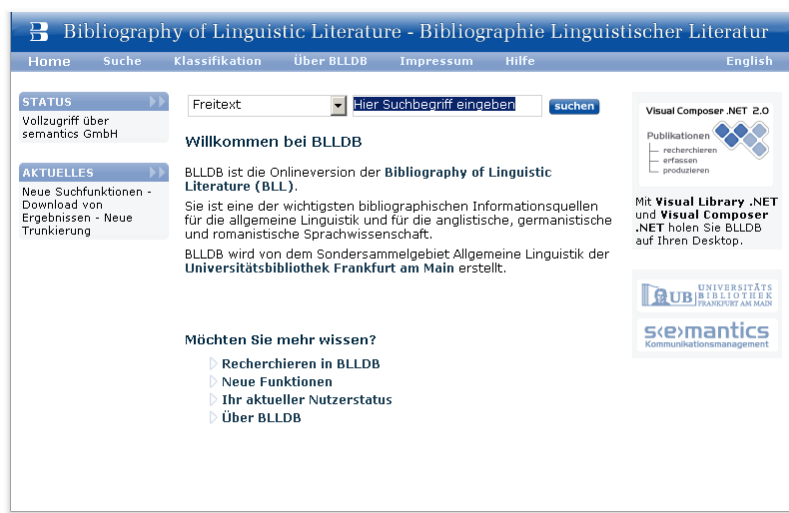 Bibliography of Linguistic Literature - Bibliographie Linguistischer Literatur
Home Suche Klassifikation Über BLLDB Impressum Hilfe English
STATUS
Vollzugriff über
semantics GmbH
AKTUELLES
Neue Suchfunktionen -
Download von
Ergebnissen - Neue
Trunkierung
Freitext Hier Suchbegriff eingeben suchen
Willkommen bei BLLDB
BLLDB ist die Onlineversion der Bibliography of Linguistic
Literature (BLL).
Sie ist eine der wichtigsten bibliographischen Informationsquellen
für die allgemeine Linguistik und für die anglistische, germanistische
und romanistische Sprachwissenschaft.
BLLDB wird von dem Sondersammelgebiet Allgemeine Linguistik der
Universitätsbibliothek Frankfurt am Main erstellt.
Möchten Sie mehr wissen?
Recherchieren in BLLDB
Neue Funktionen
Ihr aktueller Nutzerstatus
Über BLLDB
Visual Composer .NET 2.0
Publikationen
recherchieren
erfassen
produzieren
Mit Visual Library .NET
und Visual Composer
.NET holen Sie BLLDB
auf Ihren Desktop.
UB UNIVERSITÄTS
BIBLIOTHEK
FRANKFURT AM MAIN
s<e>mantics
Kommunikationsmanagement